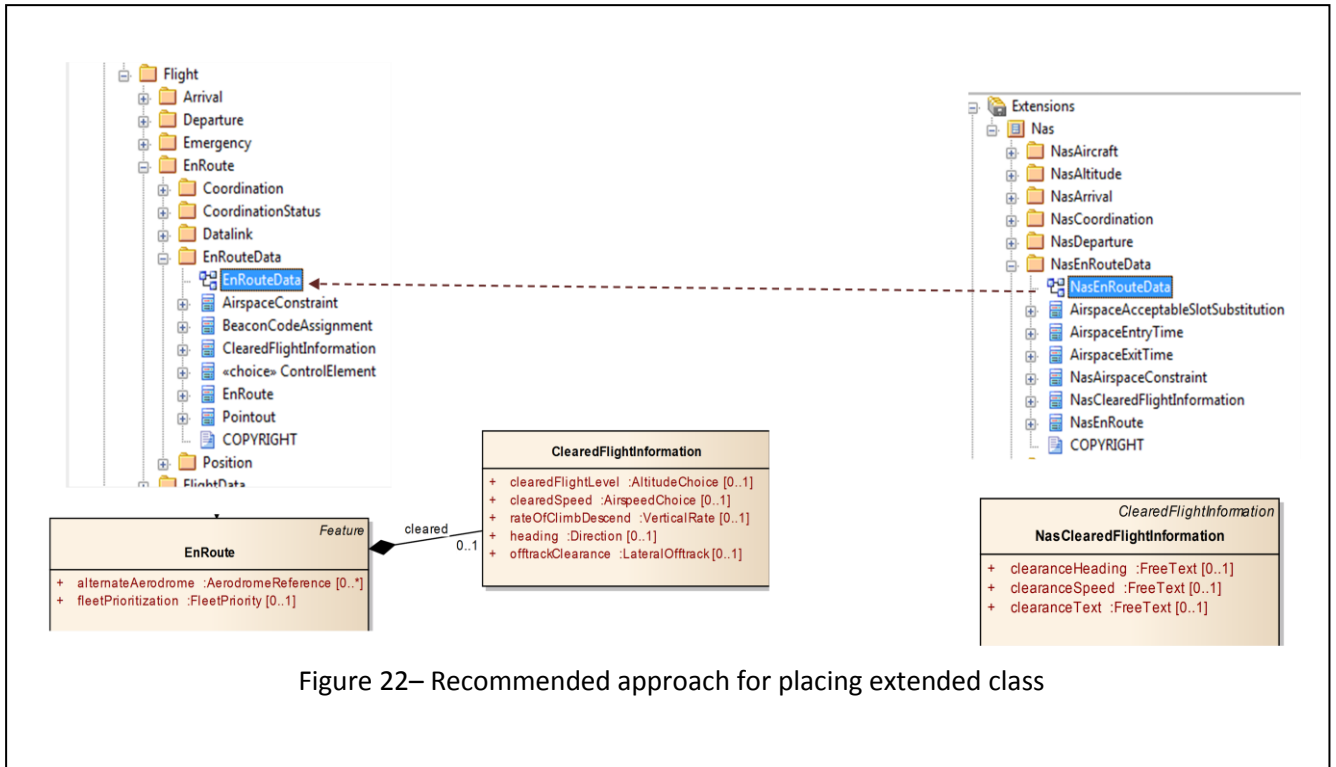 Flight
Arrival
Departure
Emergency
EnRoute
Coordination
CoordinationStatus
Datalink
EnRouteData
EnRouteData
AirspaceConstraint
BeaconCodeAssignment
ClearedFlightInformation
«choice» ControlElement
EnRoute
Pointout
COPYRIGHT
Position
FlightData
Extensions
Nas
NasAircraft
NasAltitude
NasArrival
NasCoordination
NasDeparture
NasEnRouteData
NasEnRouteData
AirspaceAcceptableSlotSubstitution
AirspaceEntryTime
AirspaceExitTime
NasAirspaceConstraint
NasClearedFlightInformation
NasEnRoute
COPYRIGHT
Feature
EnRoute
+ alternateAerodrome :AerodromeReference [0..*]
+ fleetPrioritization :FleetPriority [0..1]
cleared
0..1
ClearedFlightInformation
+ clearedFlightLevel :AltitudeChoice [0..1]
+ clearedSpeed :AirspeedChoice [0..1]
+ rateOfClimbDescend :VerticalRate [0..1]
+ heading :Direction [0..1]
+ offtrackClearance :LateralOfftrack [0..1]
ClearedFlightInformation
NasClearedFlightInformation
+ clearanceHeading :FreeText [0..1]
+ clearanceSpeed :FreeText [0..1]
+ clearanceText :FreeText [0..1]
Figure 22– Recommended approach for placing extended class